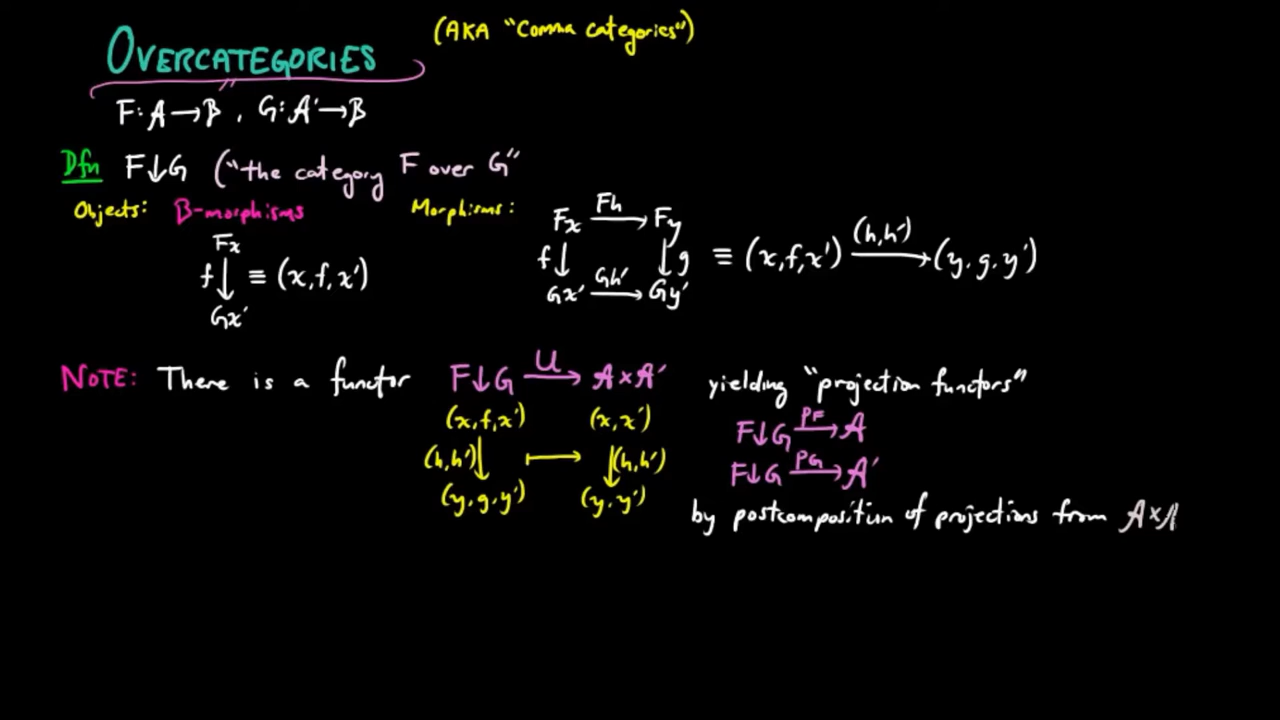 OVERCATEGORIES (AKA "Comma categories")
F: A → B, G: A' → B
Dfn F↓G ("the category F over G"
Objects: B-morphisms Morphisms:
Fx
f↓ ≡ (x, f, x')
Gx'
Fx —Fh→ Fy
f↓ ↓g ≡ (x, f, x') —(h, h')→ (y, g, y')
Gx' —Gh'→ Gy'
NOTE: There is a functor F↓G —U→ A×A' yielding "projection functors"
(x, f, x') (x, x')
(h, h')↓ ↦ ↓(h, h')
(y, g, y') (y, y')
F↓G —PF→ A
F↓G —PG→ A'
by postcomposition of projections from A×A